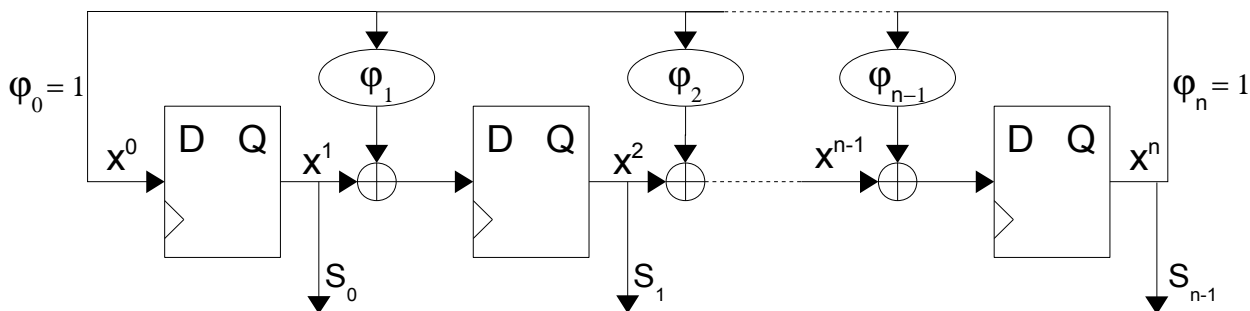 φ₁ φ₂ φₙ₋₁
φ₀ = 1 φₙ = 1
D Q D Q D Q
x⁰ x¹ x² xⁿ⁻¹ xⁿ
S₀ S₁ Sₙ₋₁